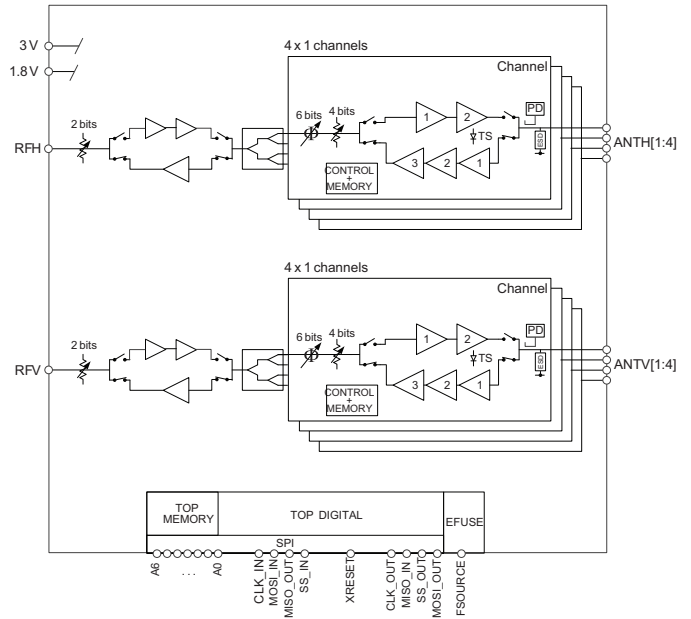 3 V
1.8 V
4 x 1 channels
Channel
2 bits
6 bits
4 bits
Φ
1
2
PD
TS
ESD
RFH
3
2
1
CONTROL
+
MEMORY
ANTH[1:4]
4 x 1 channels
Channel
2 bits
6 bits
4 bits
Φ
1
2
PD
TS
ESD
RFV
3
2
1
CONTROL
+
MEMORY
ANTV[1:4]
TOP
MEMORY
TOP DIGITAL
EFUSE
SPI
A6
...
A0
CLK_IN
MOSI_IN
MISO_OUT
SS_IN
XRESET
CLK_OUT
MISO_IN
SS_OUT
MOSI_OUT
FSOURCE